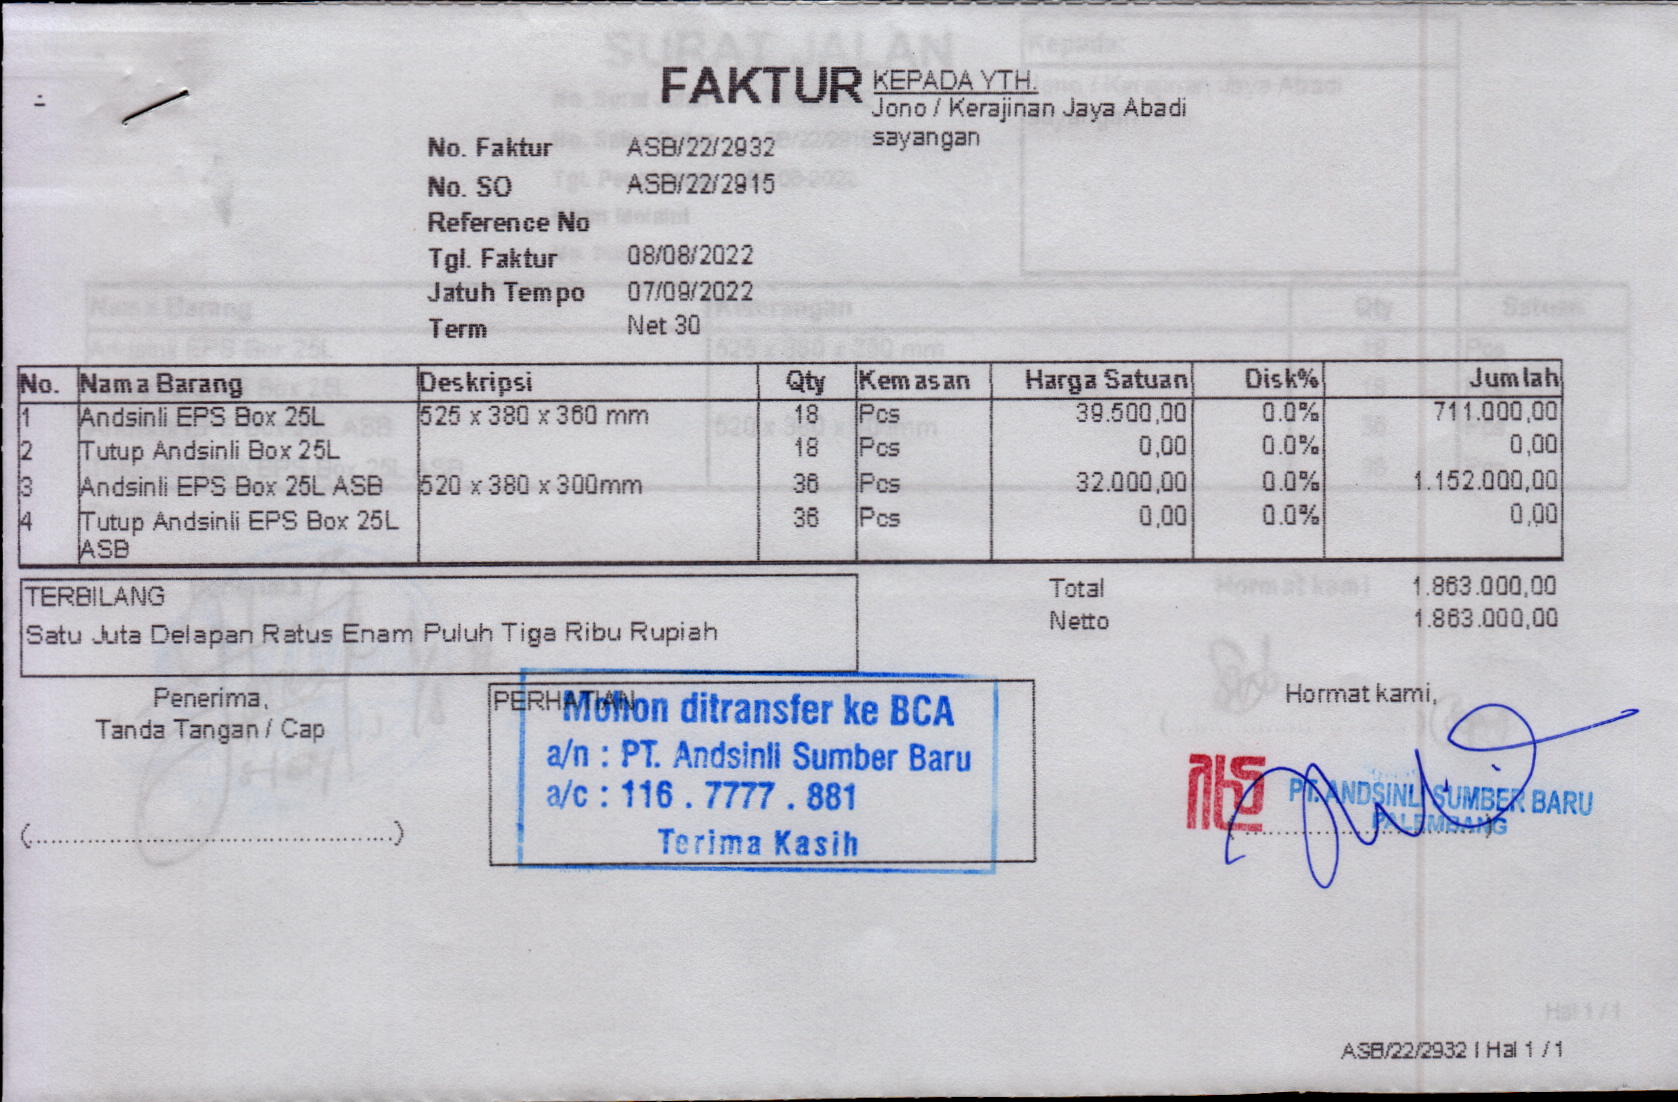 FAKTUR
KEPADA YTH.
Jono / Kerajinan Jaya Abadi
sayangan
No. Faktur ASB/22/2932
No. SO ASB/22/2915
Reference No
Tgl. Faktur 08/08/2022
Jatuh Tempo 07/09/2022
Term Net 30
No. Nama Barang Deskripsi Qty Kemasan Harga Satuan Disk% Jumlah
1 Andsinli EPS Box 25L 525 x 380 x 360 mm 18 Pcs 39.500,00 0.0% 711.000,00
2 Tutup Andsinli Box 25L 18 Pcs 0,00 0.0% 0,00
3 Andsinli EPS Box 25L ASB 520 x 380 x 300mm 36 Pcs 32.000,00 0.0% 1.152.000,00
4 Tutup Andsinli EPS Box 25L 36 Pcs 0,00 0.0% 0,00
ASB
TERBILANG
Satu Juta Delapan Ratus Enam Puluh Tiga Ribu Rupiah
Total 1.863.000,00
Netto 1.863.000,00
Penerima,
Tanda Tangan / Cap
(......................................................)
PERHATIAN
Mohon ditransfer ke BCA
a/n : PT. Andsinli Sumber Baru
a/c : 116 . 7777 . 881
Terima Kasih
Hormat kami,
PT. ANDSINLI SUMBER BARU
PALEMBANG
ASB/22/2932 | Hal 1 / 1